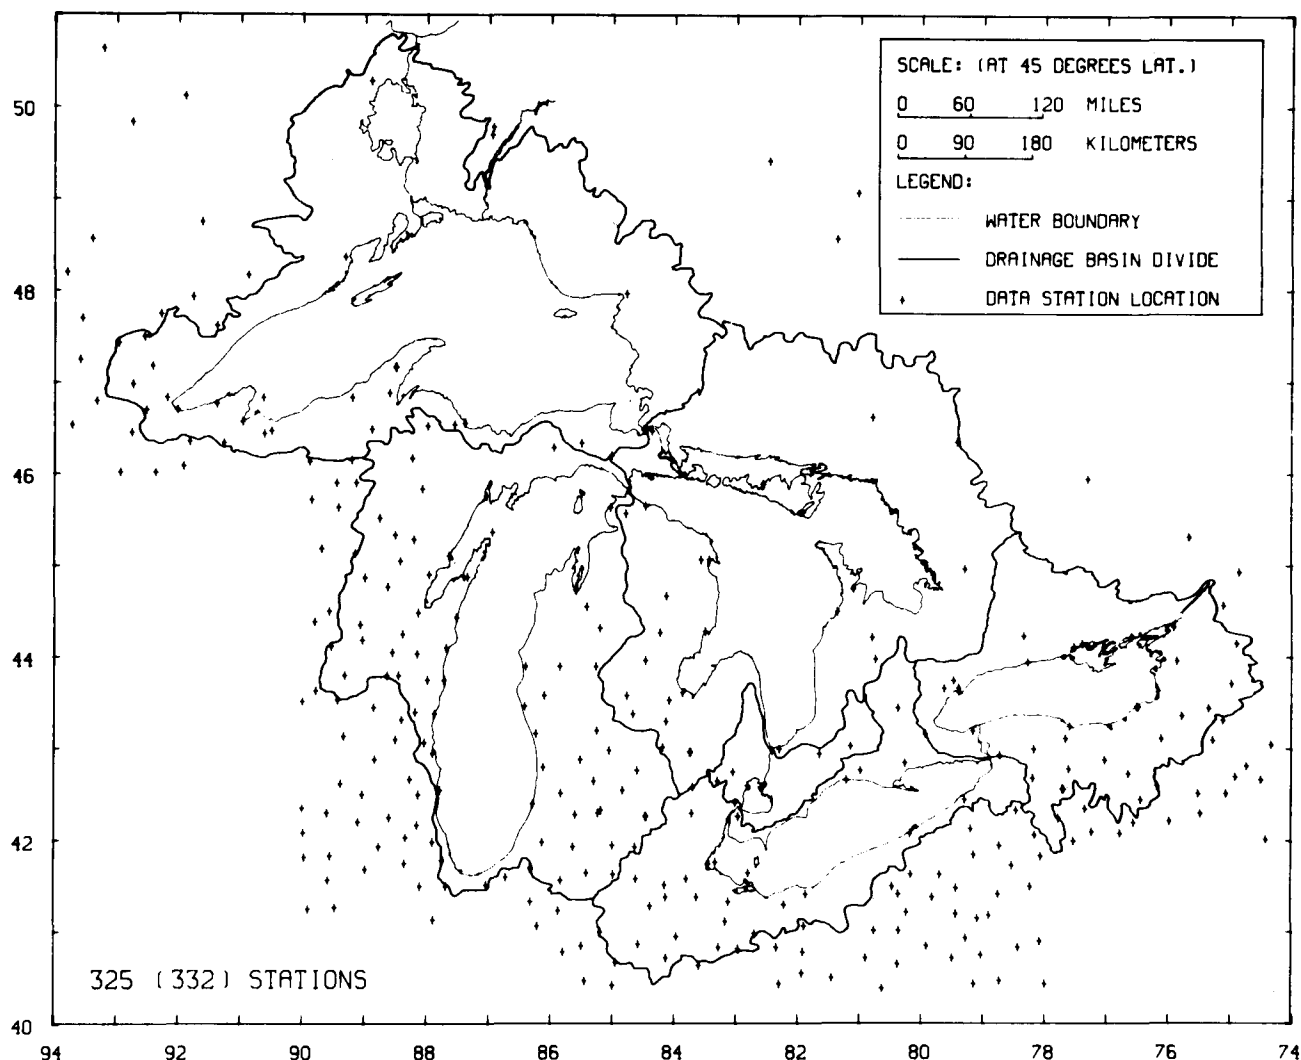 SCALE: (AT 45 DEGREES LAT.)
0 60 120 MILES
0 90 180 KILOMETERS
LEGEND:
WATER BOUNDARY
DRAINAGE BASIN DIVIDE
DATA STATION LOCATION
50
48
46
44
42
40
325 (332) STATIONS
94 92 90 88 86 84 82 80 78 76 74